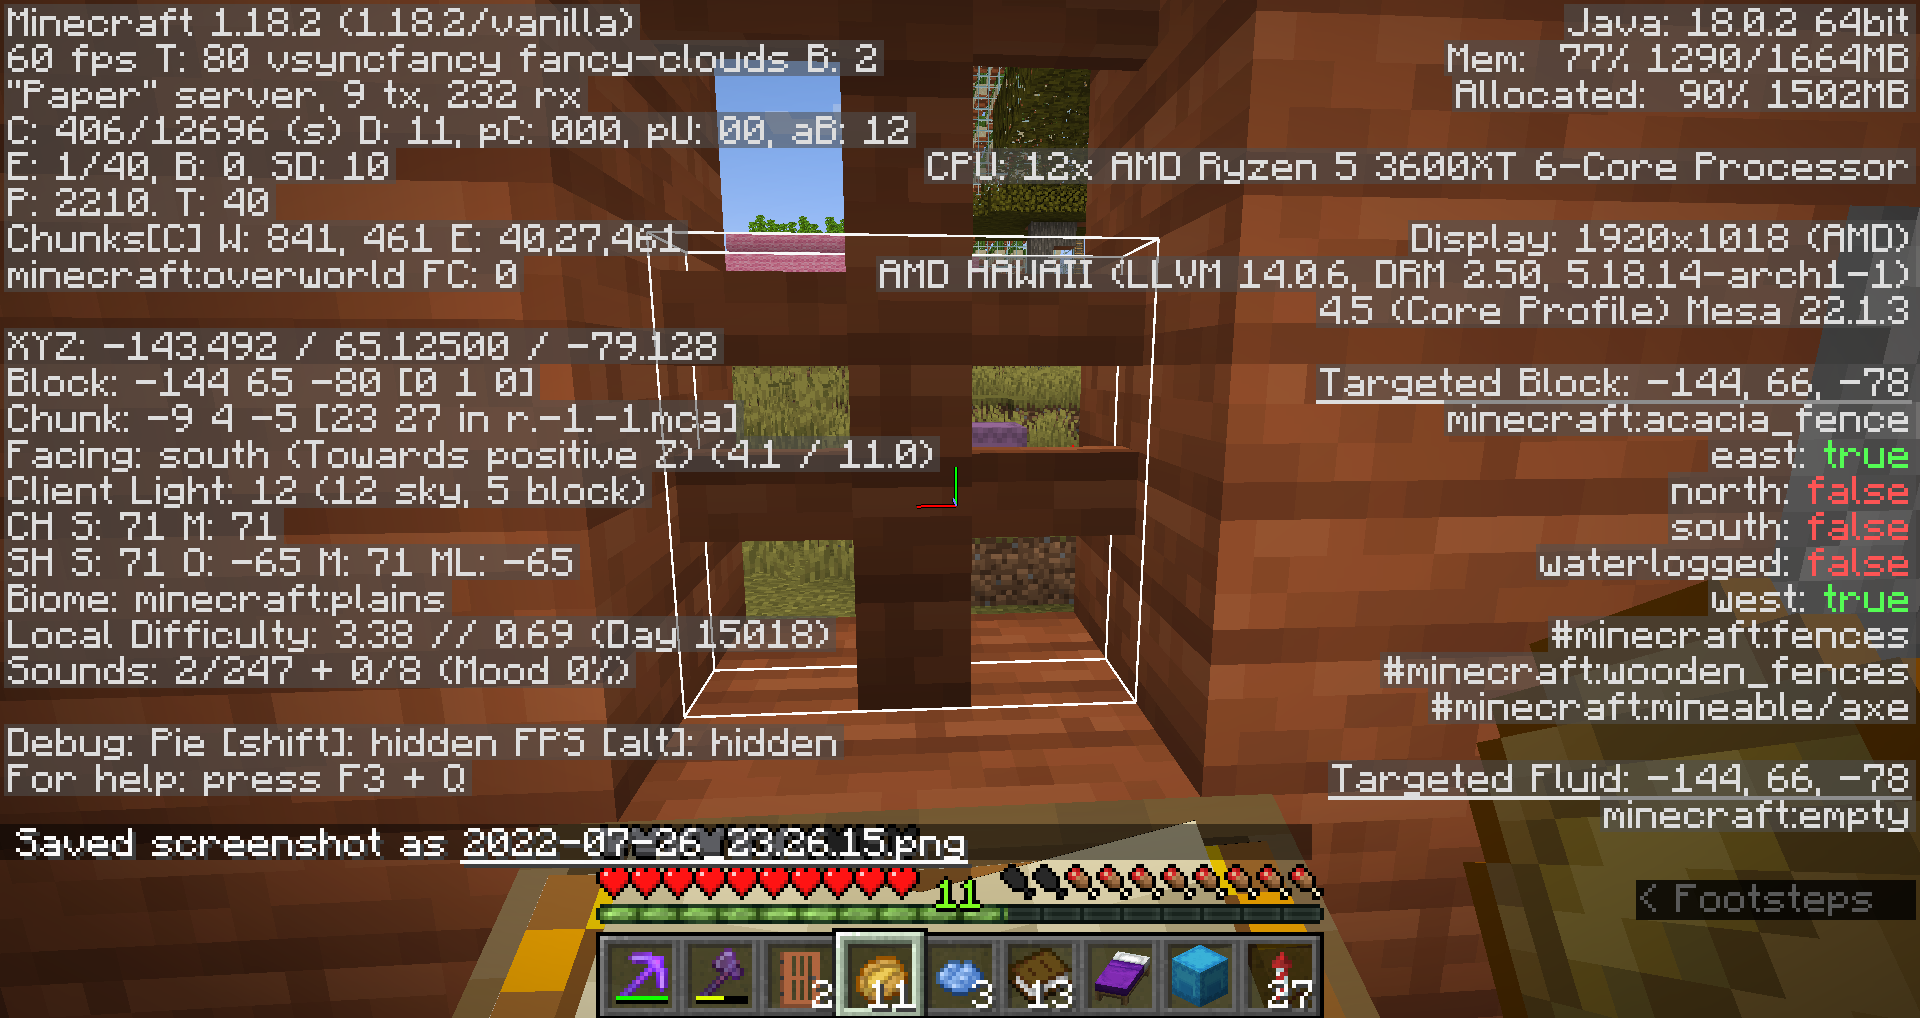 Minecraft 1.18.2 (1.18.2/vanilla)
60 fps T: 80 vsyncfancy fancy-clouds B: 2
"Paper" server, 9 tx, 232 rx
C: 406/12696 (s) D: 11, pC: 000, pU: 00, aB: 12
E: 1/40, B: 0, SD: 10
P: 2210. T: 40
Chunks[C] W: 841, 461 E: 40,27,461
minecraft:overworld FC: 0
XYZ: -143.492 / 65.12500 / -79.128
Block: -144 65 -80 [0 1 0]
Chunk: -9 4 -5 [23 27 in r.-1.-1.mca]
Facing: south (Towards positive Z) (4.1 / 11.0)
Client Light: 12 (12 sky, 5 block)
CH S: 71 M: 71
SH S: 71 O: -65 M: 71 ML: -65
Biome: minecraft:plains
Local Difficulty: 3.38 // 0.69 (Day 15018)
Sounds: 2/247 + 0/8 (Mood 0%)
Debug: Pie [shift]: hidden FPS [alt]: hidden
For help: press F3 + Q
Java: 18.0.2 64bit
Mem: 77% 1290/1664MB
Allocated: 90% 1502MB
CPU: 12x AMD Ryzen 5 3600XT 6-Core Processor
Display: 1920x1018 (AMD)
AMD HAWAII (LLVM 14.0.6, DRM 2.50, 5.18.14-arch1-1)
4.5 (Core Profile) Mesa 22.1.3
Targeted Block: -144, 66, -78
minecraft:acacia_fence
east: true
north: false
south: false
waterlogged: false
west: true
#minecraft:fences
#minecraft:wooden_fences
#minecraft:mineable/axe
Targeted Fluid: -144, 66, -78
minecraft:empty
Saved screenshot as 2022-07-26_23.26.15.png
< Footsteps
11
2 11 3 13 27